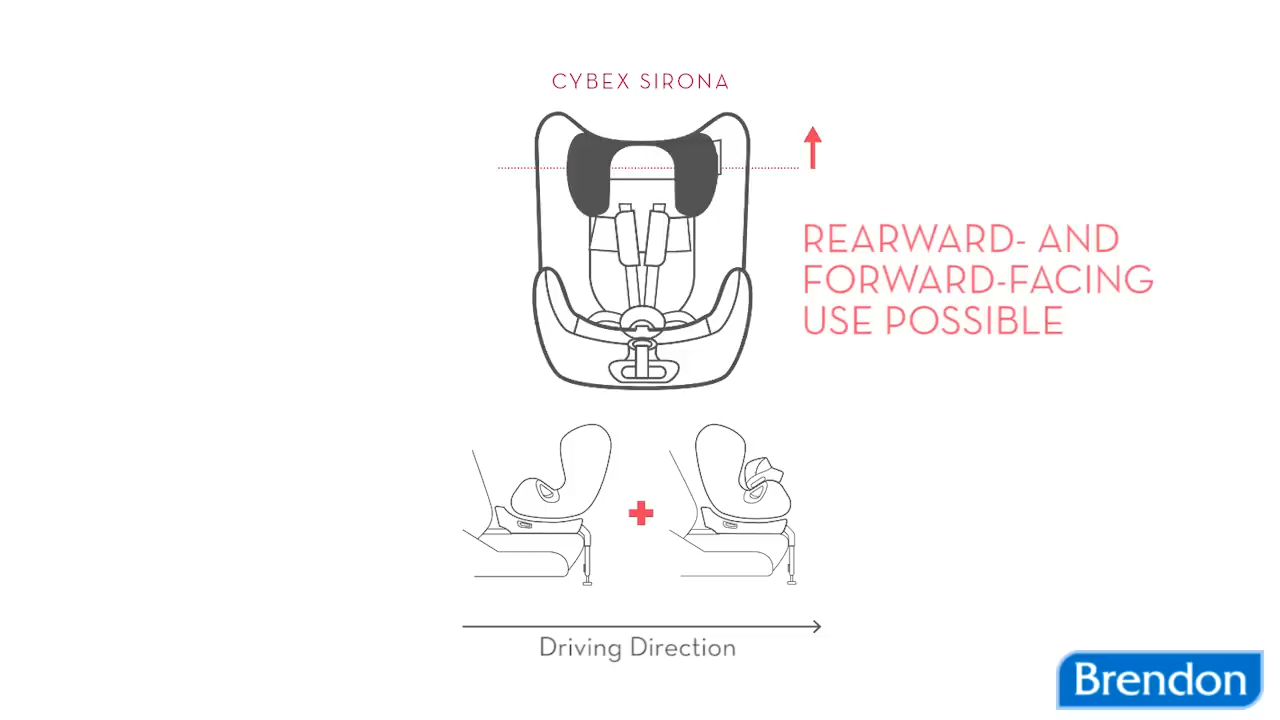 CYBEX SIRONA
REARWARD- AND
FORWARD-FACING
USE POSSIBLE
Driving Direction
Brendon